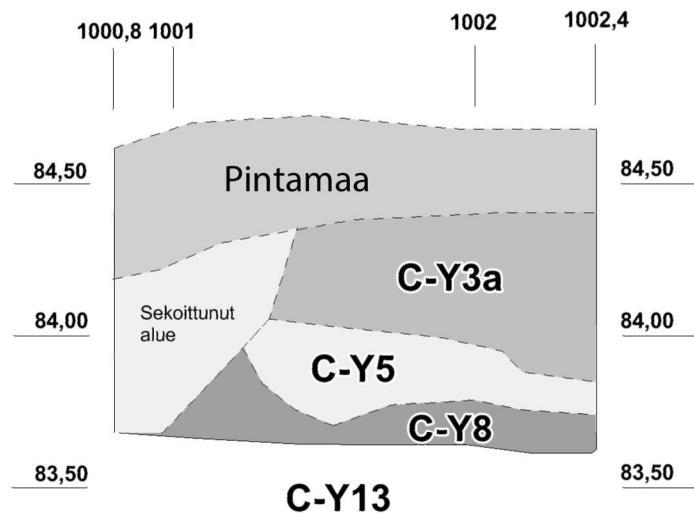 1000,8 1001 1002 1002,4
84,50 84,50
Pintamaa
C-Y3a
Sekoittunut
alue
84,00 84,00
C-Y5
C-Y8
83,50 83,50
C-Y13